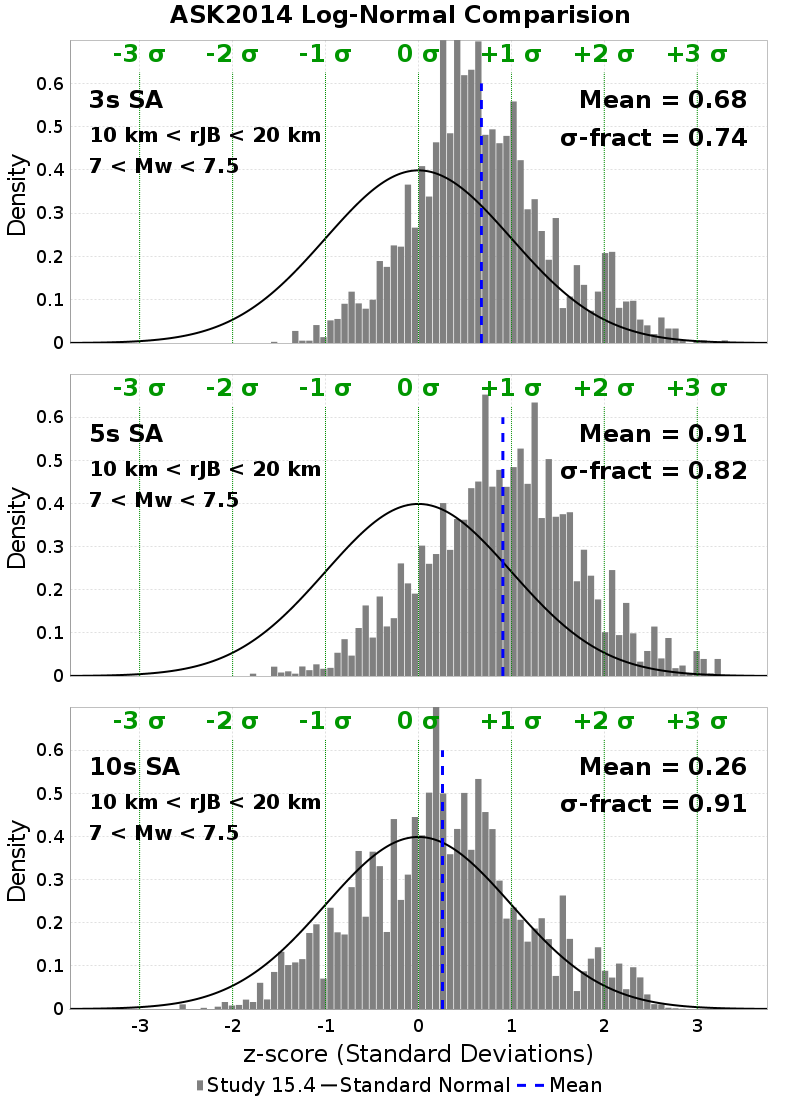 ASK2014 Log-Normal Comparision
-3 σ -2 σ -1 σ 0 σ +1 σ +2 σ +3 σ
3s SA
10 km < rJB < 20 km
7 < Mw < 7.5
Mean = 0.68
σ-fract = 0.74
Density
0.6
0.5
0.4
0.3
0.2
0.1
0
-3 σ -2 σ -1 σ 0 σ +1 σ +2 σ +3 σ
5s SA
10 km < rJB < 20 km
7 < Mw < 7.5
Mean = 0.91
σ-fract = 0.82
Density
0.6
0.5
0.4
0.3
0.2
0.1
0
-3 σ -2 σ -1 σ 0 σ +1 σ +2 σ +3 σ
10s SA
10 km < rJB < 20 km
7 < Mw < 7.5
Mean = 0.26
σ-fract = 0.91
Density
0.6
0.5
0.4
0.3
0.2
0.1
0
-3 -2 -1 0 1 2 3
z-score (Standard Deviations)
Study 15.4 Standard Normal Mean